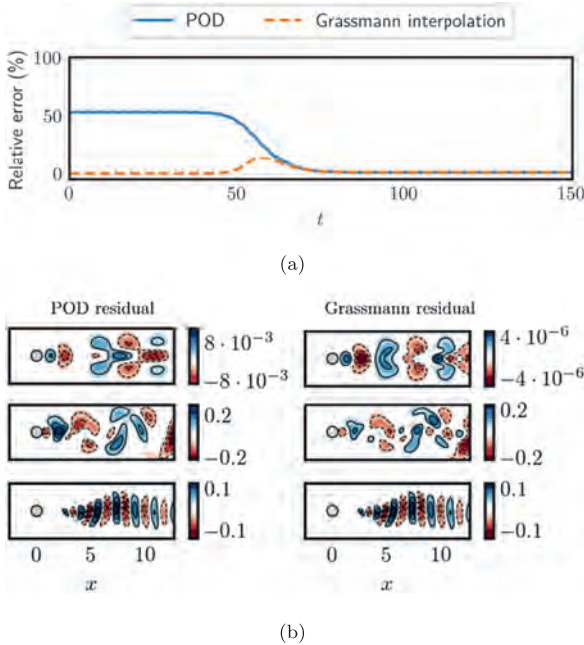 POD
Grassmann interpolation
Relative error (%)
100
50
0
0
50
100
150
t
(a)
POD residual
Grassmann residual
8 · 10⁻³
−8 · 10⁻³
4 · 10⁻⁶
−4 · 10⁻⁶
0.2
−0.2
0.2
−0.2
0.1
−0.1
0.1
−0.1
0 5 10
0 5 10
x
x
(b)